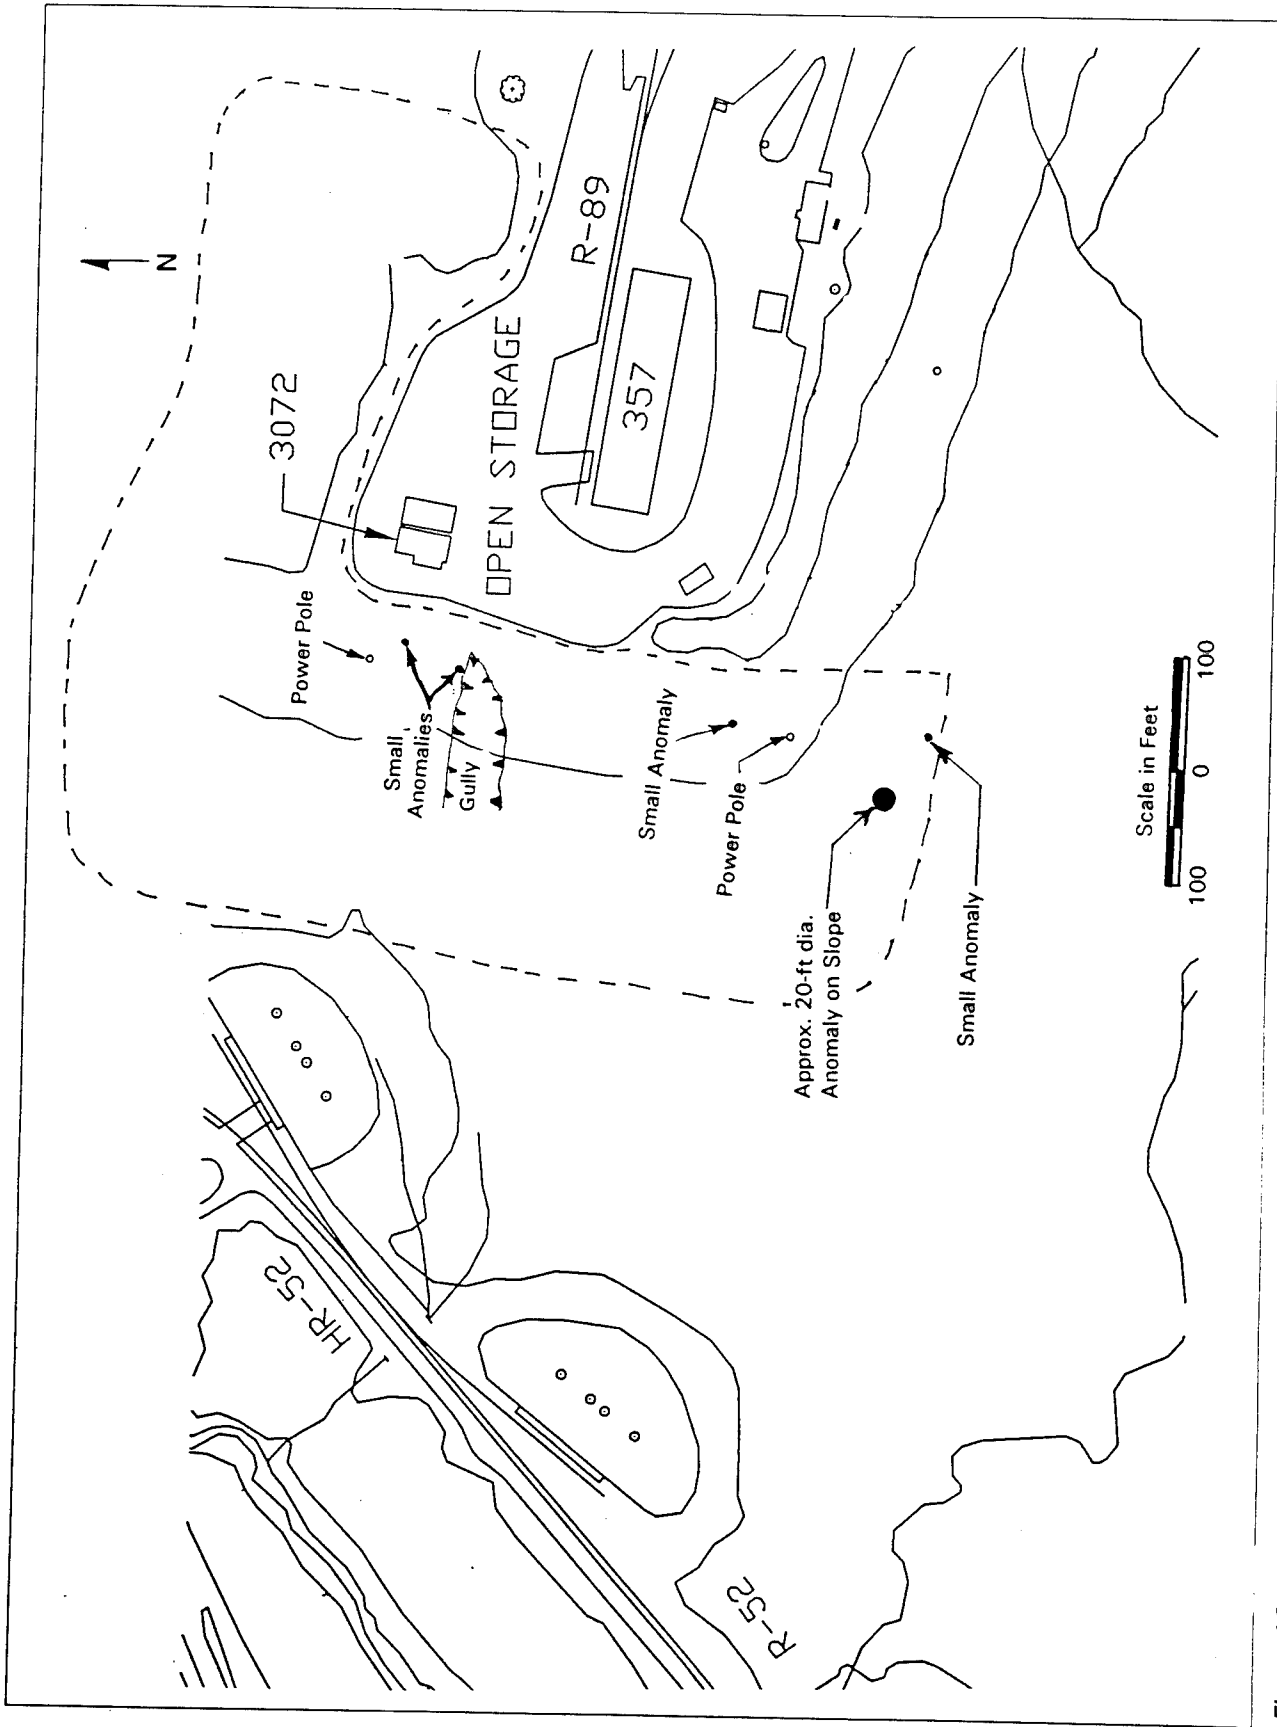 N
3072
R-89
OPEN STORAGE
357
Power Pole
Small
Anomalies
Gully
Small Anomaly
Power Pole
Approx. 20-ft dia.
Anomaly on Slope
Small Anomaly
HR-52
R-52
Scale in Feet
100 0 100